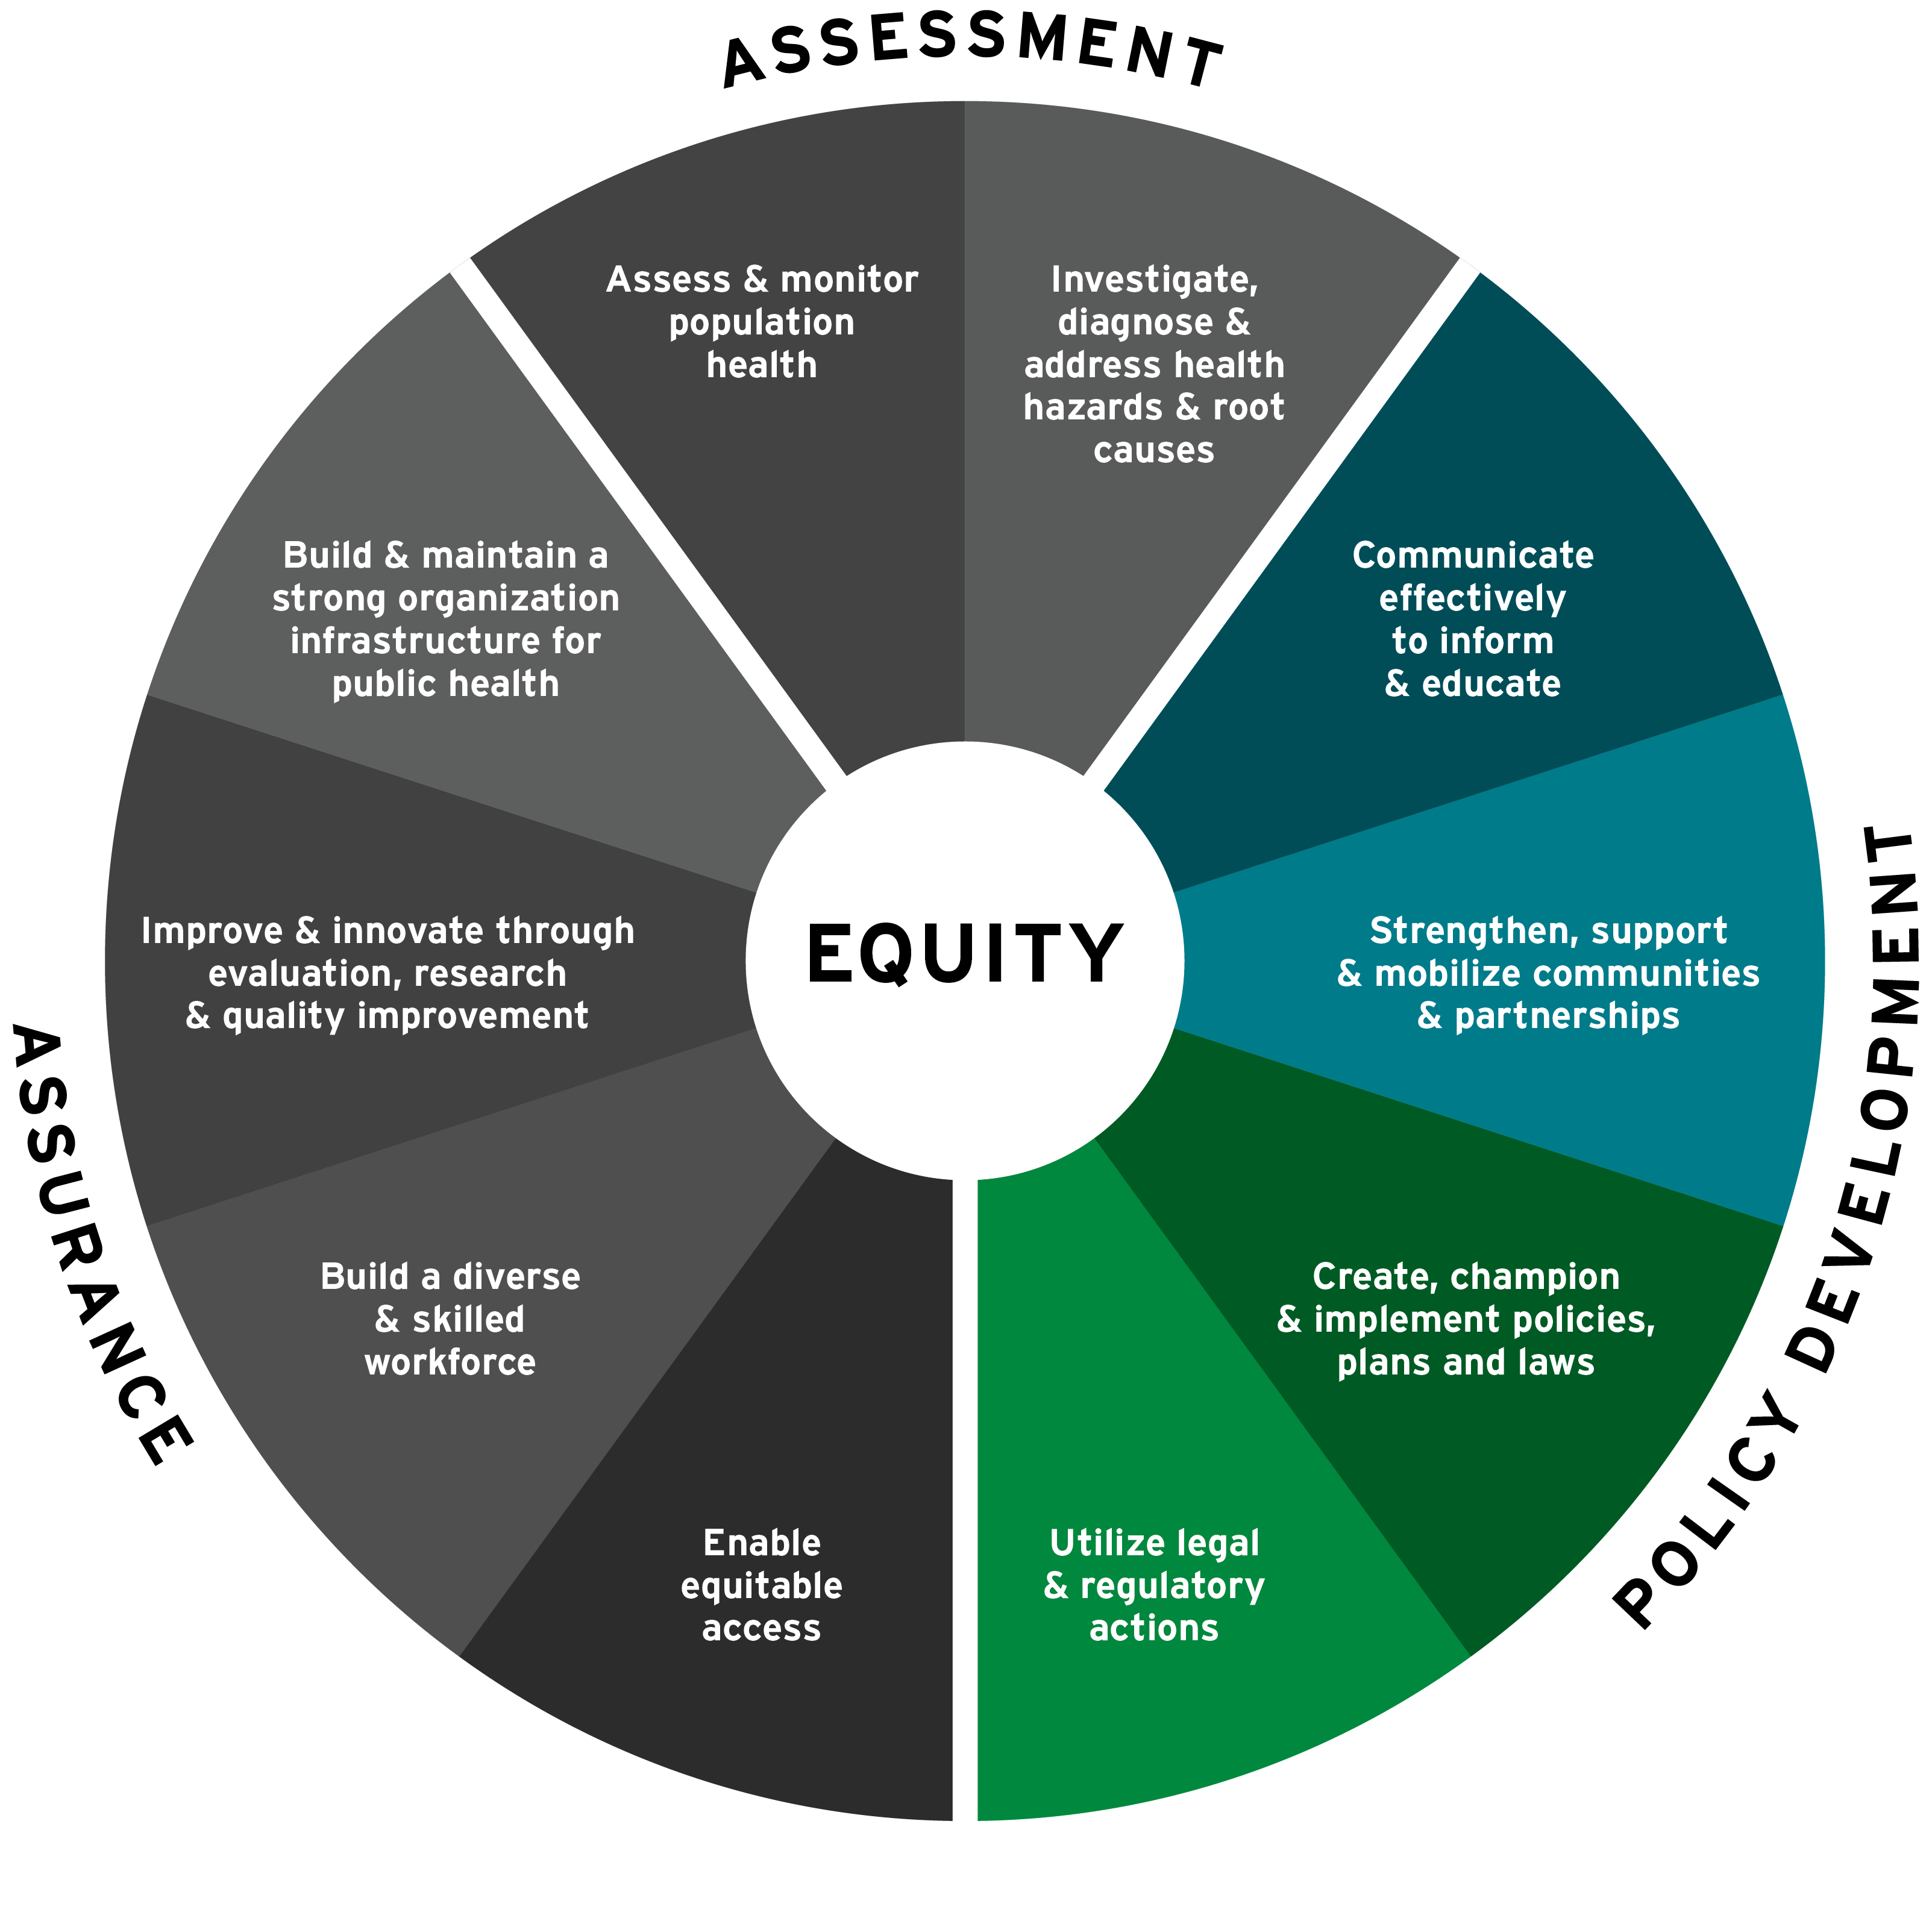 ASSESSMENT
Assess & monitor
population
health
Investigate,
diagnose &
address health
hazards & root
causes
Communicate
effectively
to inform
& educate
Strengthen, support
& mobilize communities
& partnerships
Create, champion
& implement policies,
plans and laws
Utilize legal
& regulatory
actions
POLICY DEVELOPMENT
Enable
equitable
access
Build a diverse
& skilled
workforce
Improve & innovate through
evaluation, research
& quality improvement
Build & maintain a
strong organization
infrastructure for
public health
ASSURANCE
EQUITY